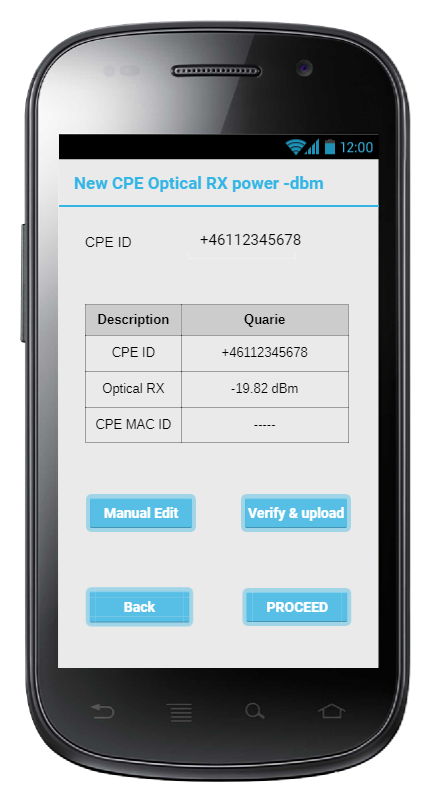 12:00
New CPE Optical RX power -dbm
CPE ID +46112345678
Description Quarie
CPE ID +46112345678
Optical RX -19.82 dBm
CPE MAC ID -----
Manual Edit Verify & upload
Back PROCEED